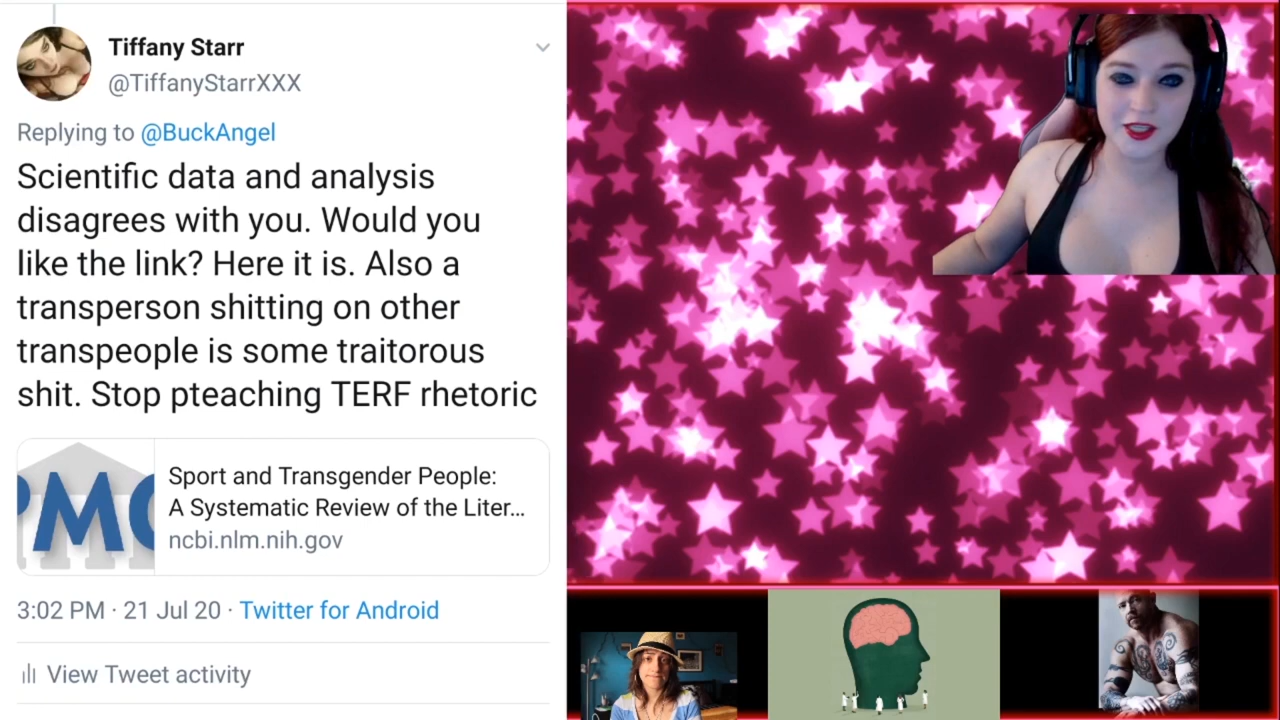 Tiffany Starr
@TiffanyStarrXXX
Replying to @BuckAngel
Scientific data and analysis
disagrees with you. Would you
like the link? Here it is. Also a
transperson shitting on other
transpeople is some traitorous
shit. Stop pteaching TERF rhetoric
PMC
Sport and Transgender People:
A Systematic Review of the Liter...
ncbi.nlm.nih.gov
3:02 PM · 21 Jul 20 · Twitter for Android
View Tweet activity